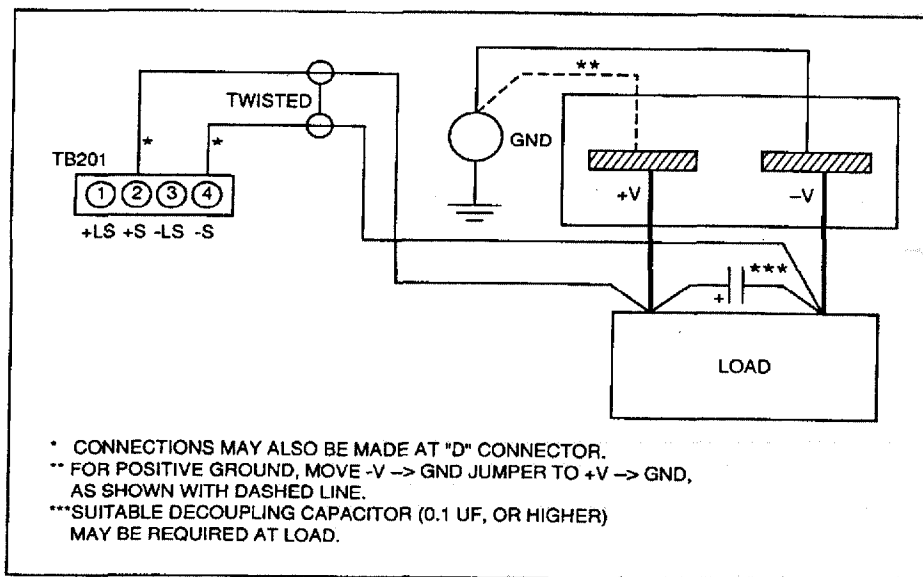 **
TWISTED
GND
* *
TB201
1 2 3 4
+V -V
+LS +S -LS -S
***
+
LOAD
* CONNECTIONS MAY ALSO BE MADE AT "D" CONNECTOR.
** FOR POSITIVE GROUND, MOVE -V --> GND JUMPER TO +V --> GND,
AS SHOWN WITH DASHED LINE.
***SUITABLE DECOUPLING CAPACITOR (0.1 UF, OR HIGHER)
MAY BE REQUIRED AT LOAD.